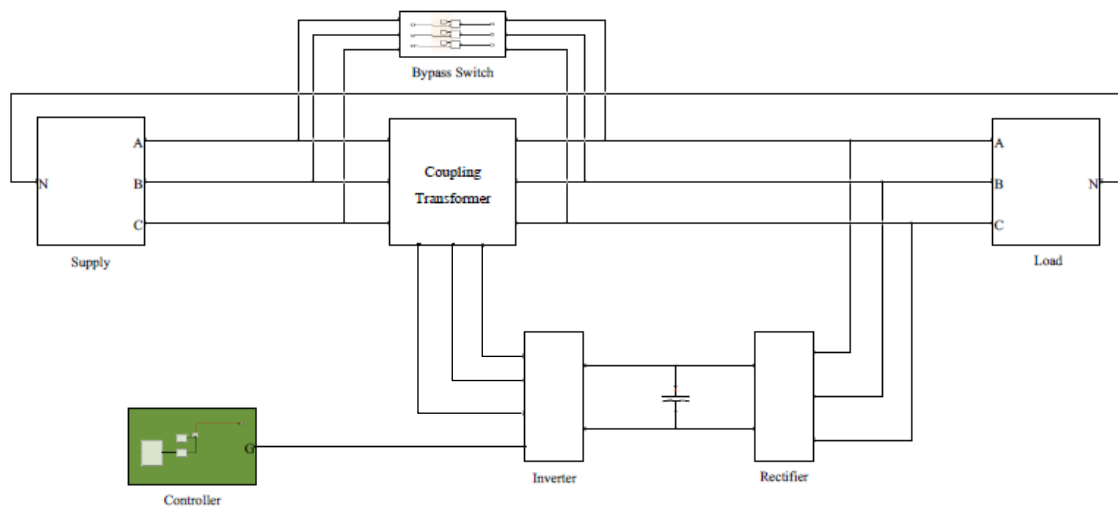 Bypass Switch
A
B
C
N
Supply
Coupling
Transformer
A
B
C
N
Load
G
Controller
Inverter
Rectifier